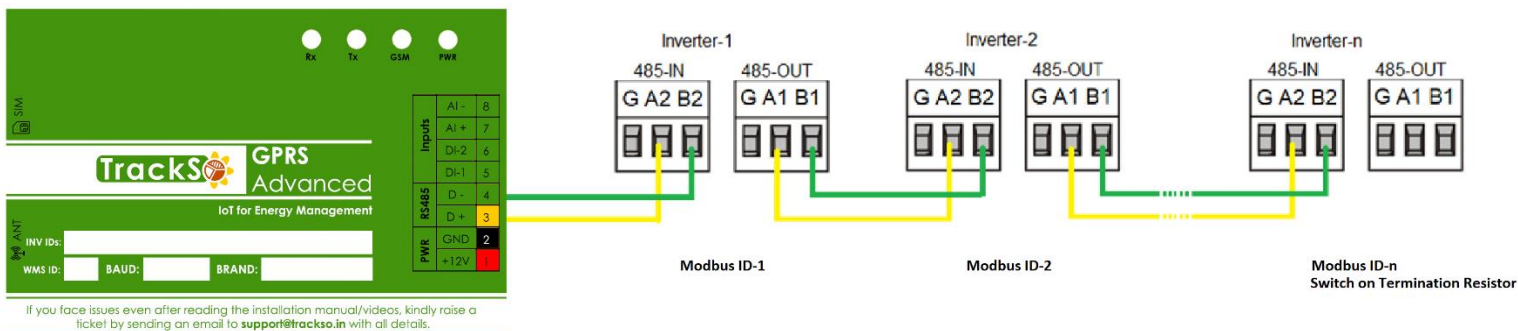 Rx Tx GSM PWR
SIM
TrackSo
GPRS
Advanced
IoT for Energy Management
ANT
INV IDs:
WMS ID: BAUD: BRAND:
Inputs
AI - 8
AI + 7
DI-2 6
DI-1 5
RS485
D - 4
D + 3
PWR
GND 2
+12V 1
If you face issues even after reading the installation manual/videos, kindly raise a
ticket by sending an email to support@trackso.in with all details.
Inverter-1
485-IN 485-OUT
G A2 B2 G A1 B1
Modbus ID-1
Inverter-2
485-IN 485-OUT
G A2 B2 G A1 B1
Modbus ID-2
Inverter-n
485-IN 485-OUT
G A2 B2 G A1 B1
Modbus ID-n
Switch on Termination Resistor